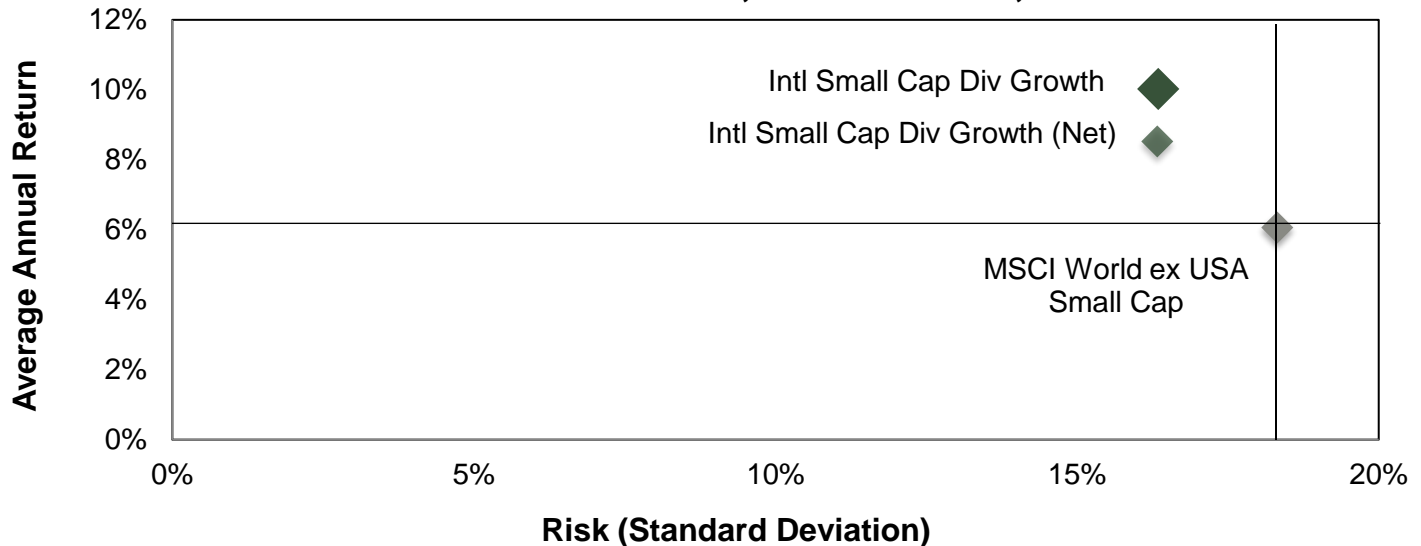 12%
10%
8%
6%
4%
2%
0%
Average Annual Return
Intl Small Cap Div Growth
Intl Small Cap Div Growth (Net)
MSCI World ex USA
Small Cap
0%
5%
10%
15%
20%
Risk (Standard Deviation)